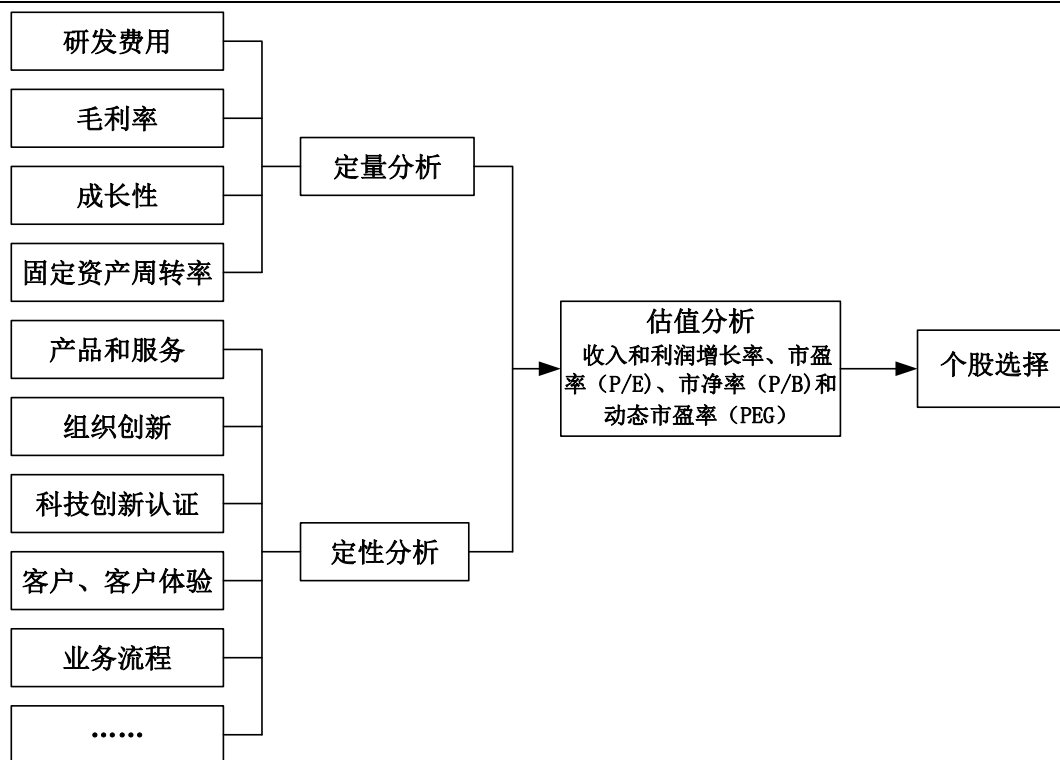 研发费用
毛利率
成长性
固定资产周转率
产品和服务
组织创新
科技创新认证
客户、客户体验
业务流程
……
定量分析
定性分析
估值分析
收入和利润增长率、市盈
率（P/E)、市净率（P/B)和
动态市盈率（PEG）
个股选择